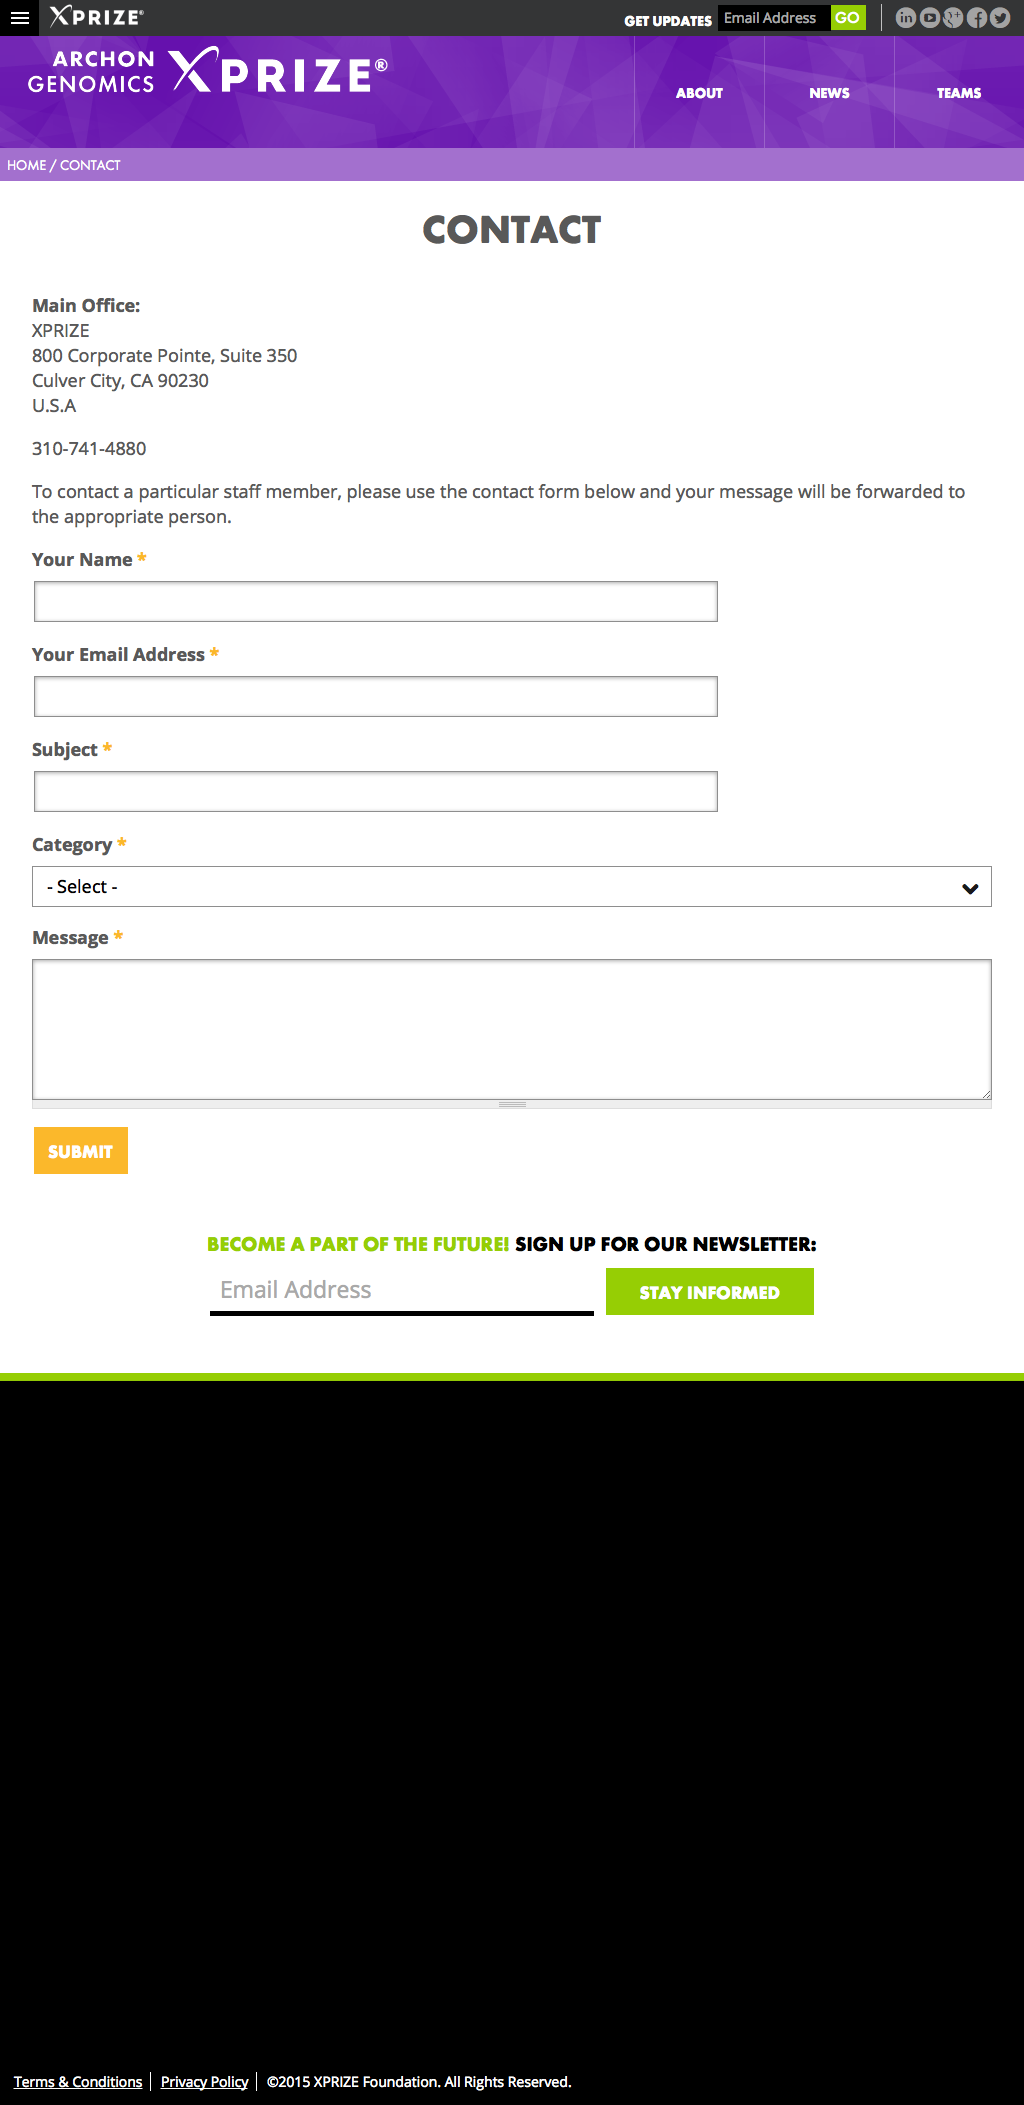 XPRIZE®
GET UPDATES Email Address GO
ARCHON
GENOMICS XPRIZE®
ABOUT NEWS TEAMS
HOME / CONTACT
CONTACT
Main Office:
XPRIZE
800 Corporate Pointe, Suite 350
Culver City, CA 90230
U.S.A
310-741-4880
To contact a particular staff member, please use the contact form below and your message will be forwarded to
the appropriate person.
Your Name *
Your Email Address *
Subject *
Category *
- Select -
Message *
SUBMIT
BECOME A PART OF THE FUTURE! SIGN UP FOR OUR NEWSLETTER:
Email Address STAY INFORMED
Terms & Conditions Privacy Policy ©2015 XPRIZE Foundation. All Rights Reserved.